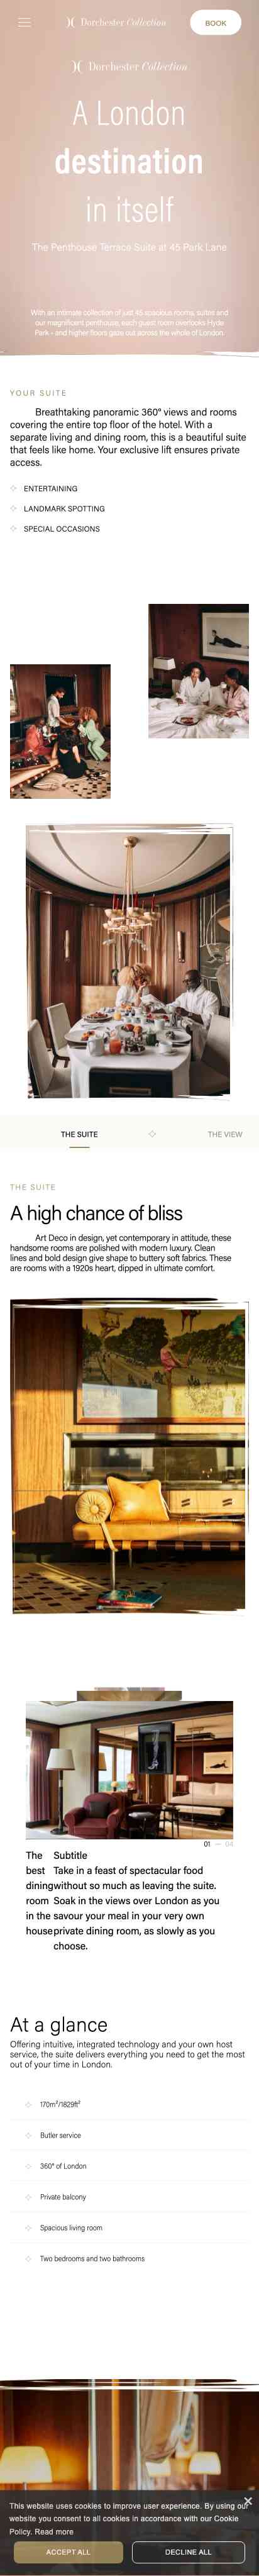 Dorchester Collection
BOOK
Dorchester Collection
A London
destination
in itself
The Penthouse Terrace Suite at 45 Park Lane
With an intimate collection of just 45 spacious rooms, suites and
our magnificent penthouse, each guest room overlooks Hyde
Park - and higher floors gaze out across the whole of London.
YOUR SUITE
Breathtaking panoramic 360° views and rooms
covering the entire top floor of the hotel. With a
separate living and dining room, this is a beautiful suite
that feels like home. Your exclusive lift ensures private
access.
ENTERTAINING
LANDMARK SPOTTING
SPECIAL OCCASIONS
THE SUITE
THE VIEW
THE SUITE
A high chance of bliss
Art Deco in design, yet contemporary in attitude, these
handsome rooms are polished with modern luxury. Clean
lines and bold design give shape to buttery soft fabrics. These
are rooms with a 1920s heart, dipped in ultimate comfort.
01 — 04
The best dining room in the house
Subtitle
Take in a feast of spectacular food
without so much as leaving the suite.
Soak in the views over London as you
savour your meal in your very own
private dining room, as slowly as you
choose.
At a glance
Offering intuitive, integrated technology and your own host
service, the suite delivers everything you need to get the most
out of your time in London.
170m²/1829ft²
Butler service
360° of London
Private balcony
Spacious living room
Two bedrooms and two bathrooms
This website uses cookies to improve user experience. By using our
website you consent to all cookies in accordance with our Cookie
Policy. Read more
ACCEPT ALL
DECLINE ALL